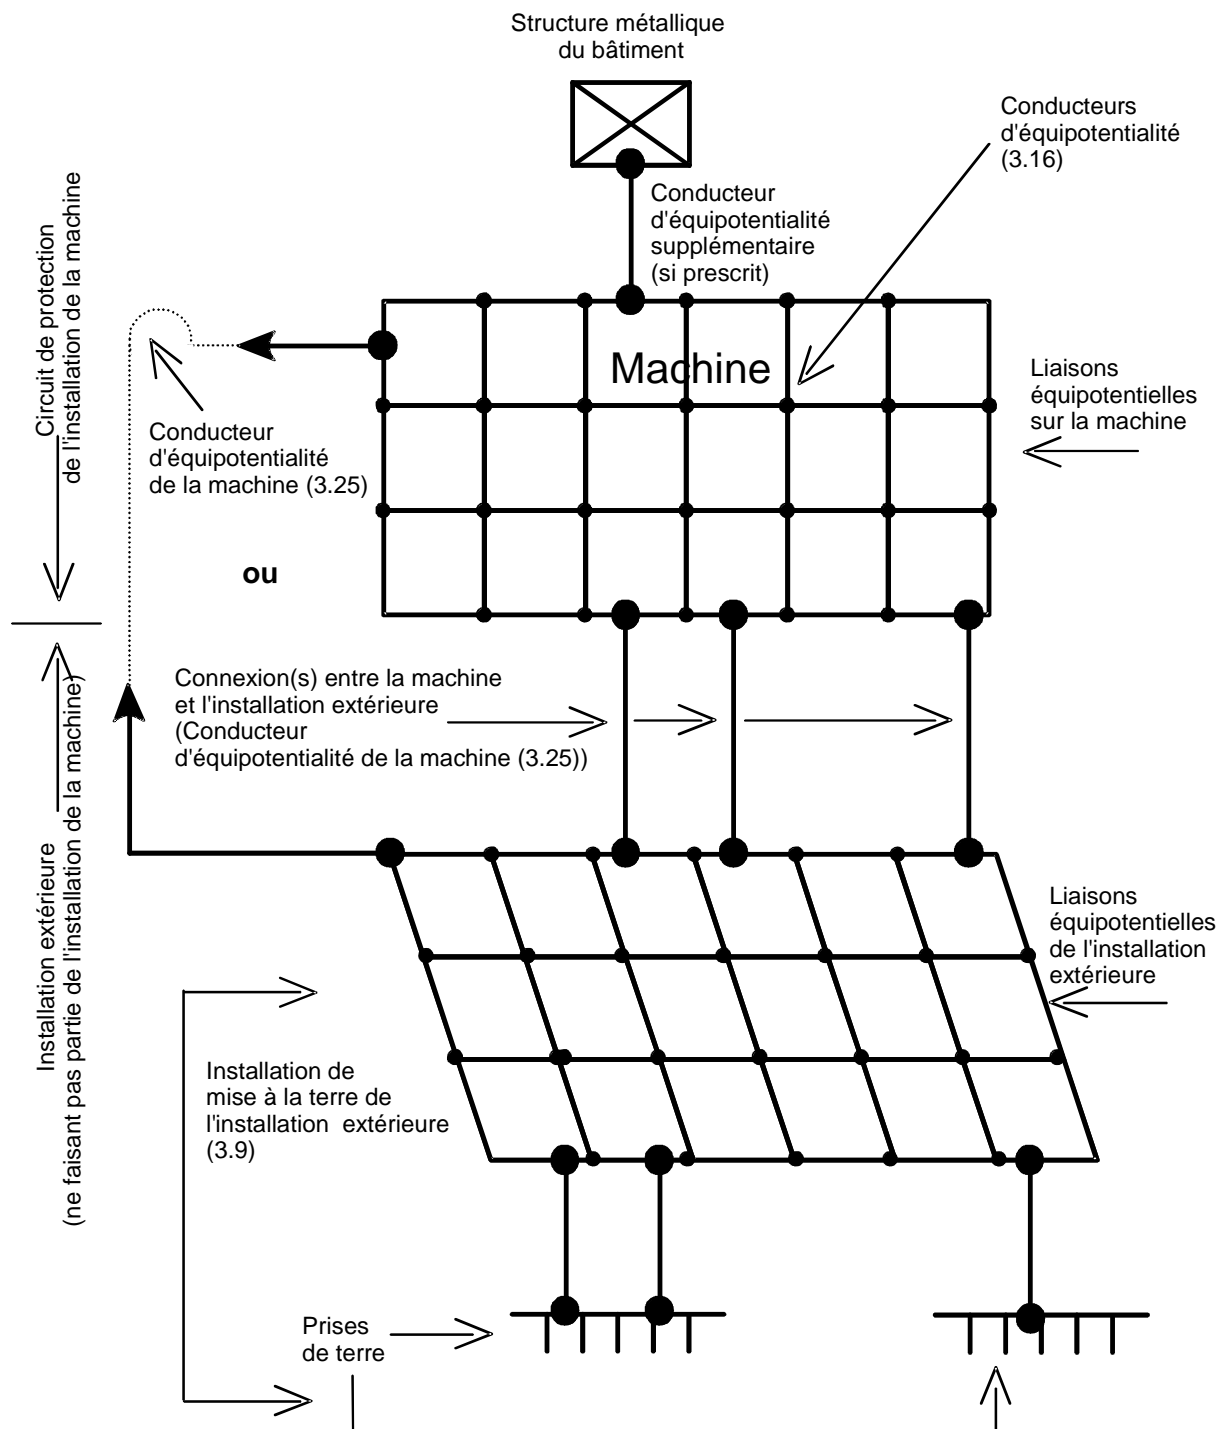 Structure métallique
du bâtiment
Conducteurs
d'équipotentialité
(3.16)
Conducteur
d'équipotentialité
supplémentaire
(si prescrit)
Circuit de protection
de l'installation de la machine
Machine
Liaisons
équipotentielles
sur la machine
Conducteur
d'équipotentialité
de la machine (3.25)
ou
Connexion(s) entre la machine
et l'installation extérieure
(Conducteur
d'équipotentialité de la machine (3.25))
Installation extérieure
(ne faisant pas partie de l'installation de la machine)
Liaisons
équipotentielles
de l'installation
extérieure
Installation de
mise à la terre de
l'installation  extérieure
(3.9)
Prises
de terre